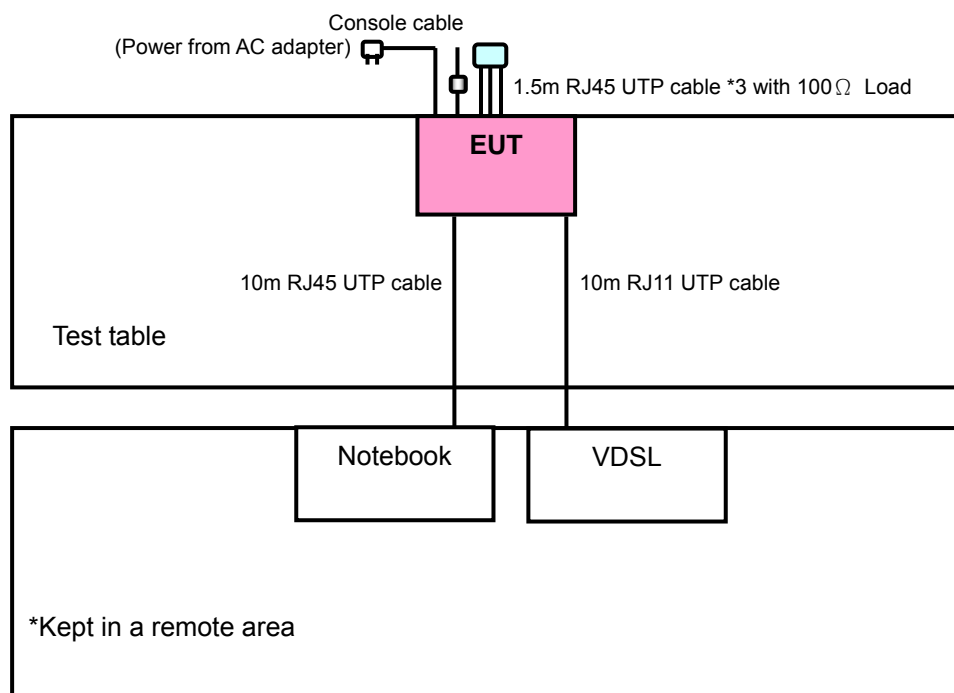 Console cable
(Power from AC adapter)
1.5m RJ45 UTP cable *3 with 100Ω Load
EUT
10m RJ45 UTP cable
10m RJ11 UTP cable
Test table
Notebook
VDSL
*Kept in a remote area